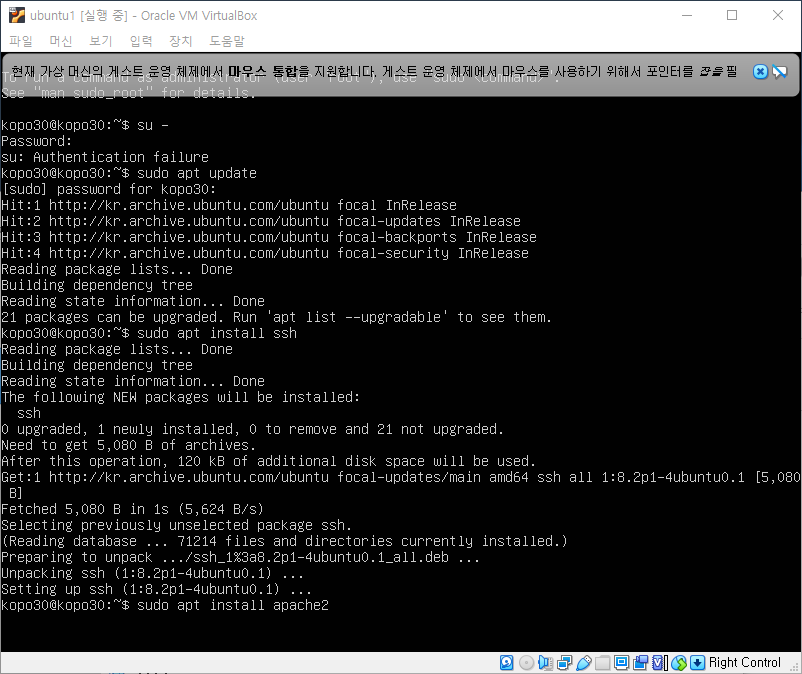 ubuntu1 [실행 중] - Oracle VM VirtualBox
파일 머신 보기 입력 장치 도움말
현재 가상 머신의 게스트 운영 체제에서 마우스 통합을 지원합니다. 게스트 운영 체제에서 마우스를 사용하기 위해서 포인터를 잡을 필
To run a command as administrator (user "root"), use "sudo <command>".
See "man sudo_root" for details.
kopo30@kopo30:~$ su -
Password:
su: Authentication failure
kopo30@kopo30:~$ sudo apt update
[sudo] password for kopo30:
Hit:1 http://kr.archive.ubuntu.com/ubuntu focal InRelease
Hit:2 http://kr.archive.ubuntu.com/ubuntu focal-updates InRelease
Hit:3 http://kr.archive.ubuntu.com/ubuntu focal-backports InRelease
Hit:4 http://kr.archive.ubuntu.com/ubuntu focal-security InRelease
Reading package lists... Done
Building dependency tree
Reading state information... Done
21 packages can be upgraded. Run 'apt list --upgradable' to see them.
kopo30@kopo30:~$ sudo apt install ssh
Reading package lists... Done
Building dependency tree
Reading state information... Done
The following NEW packages will be installed:
  ssh
0 upgraded, 1 newly installed, 0 to remove and 21 not upgraded.
Need to get 5,080 B of archives.
After this operation, 120 kB of additional disk space will be used.
Get:1 http://kr.archive.ubuntu.com/ubuntu focal-updates/main amd64 ssh all 1:8.2p1-4ubuntu0.1 [5,080
 B]
Fetched 5,080 B in 1s (5,624 B/s)
Selecting previously unselected package ssh.
(Reading database ... 71214 files and directories currently installed.)
Preparing to unpack .../ssh_1%3a8.2p1-4ubuntu0.1_all.deb ...
Unpacking ssh (1:8.2p1-4ubuntu0.1) ...
Setting up ssh (1:8.2p1-4ubuntu0.1) ...
kopo30@kopo30:~$ sudo apt install apache2
Right Control